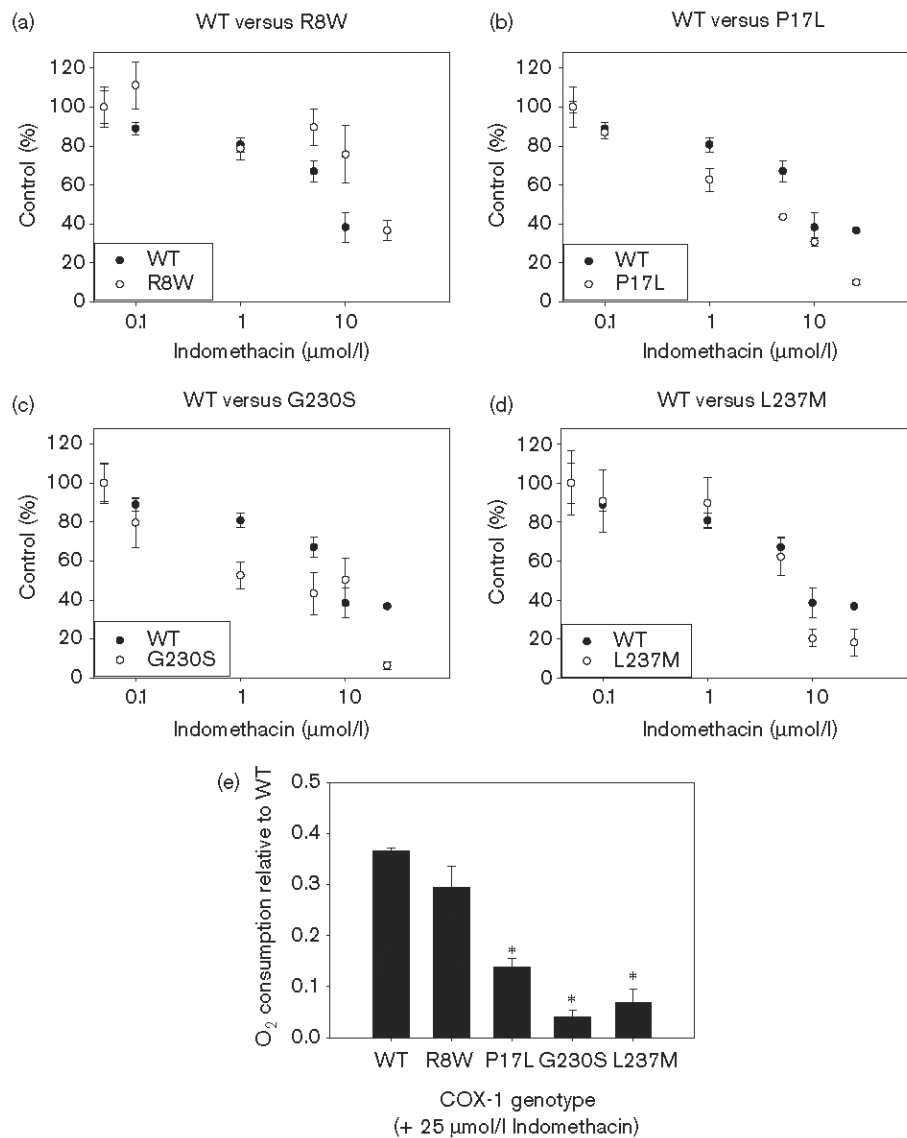 (a) WT versus R8W
120
100
80
60
40
20
0
Control (%)
WT
R8W
0.1 1 10
Indomethacin (μmol/l)
(b) WT versus P17L
120
100
80
60
40
20
0
Control (%)
WT
P17L
0.1 1 10
Indomethacin (μmol/l)
(c) WT versus G230S
120
100
80
60
40
20
0
Control (%)
WT
G230S
0.1 1 10
Indomethacin (μmol/l)
(d) WT versus L237M
120
100
80
60
40
20
0
Control (%)
WT
L237M
0.1 1 10
Indomethacin (μmol/l)
(e)
0.5
0.4
0.3
0.2
0.1
0.0
O₂ consumption relative to WT
* * *
WT R8W P17L G230S L237M
COX-1 genotype
(+ 25 μmol/l Indomethacin)